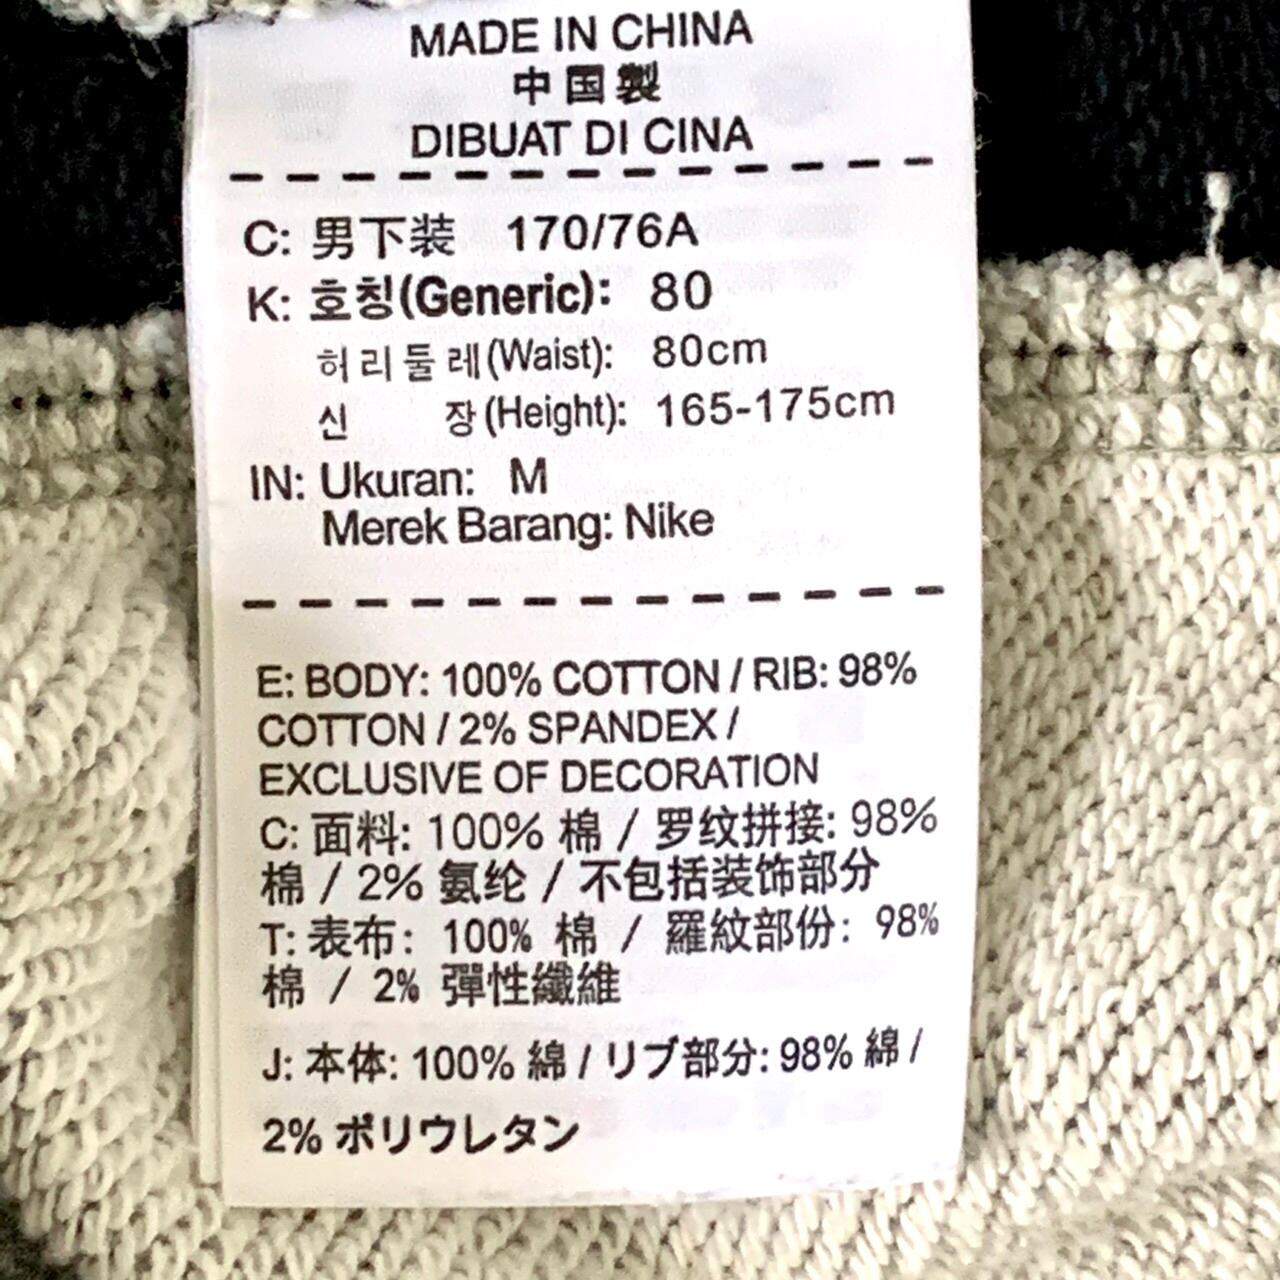 MADE IN CHINA
中国製
DIBUAT DI CINA
C: 男下装 170/76A
K: 호칭(Generic): 80
허리둘레(Waist): 80cm
신 장(Height): 165-175cm
IN: Ukuran: M
Merek Barang: Nike
E: BODY: 100% COTTON / RIB: 98%
COTTON / 2% SPANDEX /
EXCLUSIVE OF DECORATION
C: 面料: 100% 棉 / 罗纹拼接: 98%
棉 / 2% 氨纶 / 不包括装饰部分
T: 表布: 100% 棉 / 羅紋部份: 98%
棉 / 2% 彈性纖維
J: 本体: 100% 綿 / リブ部分: 98% 綿 /
2% ポリウレタン